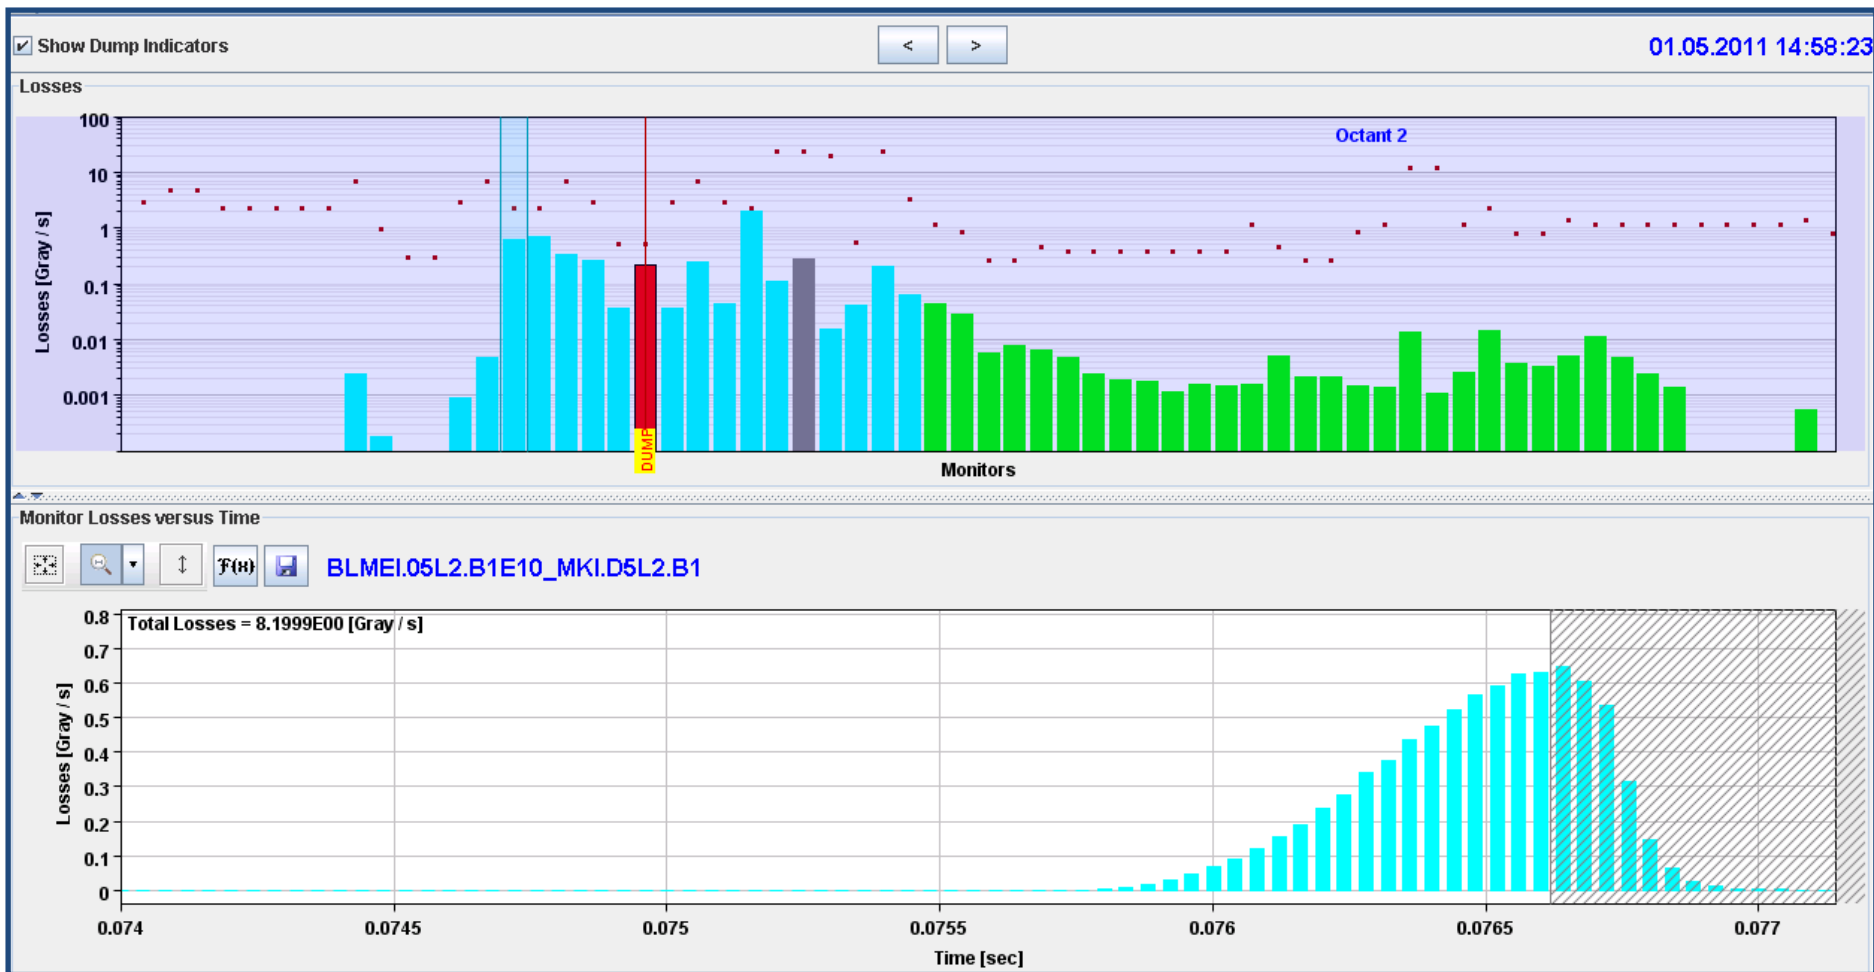 Show Dump Indicators
< >
01.05.2011 14:58:23
Losses
100
10
1
0.1
0.01
0.001
Losses [Gray / s]
Octant 2
DUMP
Monitors
Monitor Losses versus Time
F(x)
BLMEI.05L2.B1E10_MKI.D5L2.B1
Total Losses = 8.1999E00 [Gray / s]
0.8
0.7
0.6
0.5
0.4
0.3
0.2
0.1
0
Losses [Gray / s]
0.074 0.0745 0.075 0.0755 0.076 0.0765 0.077
Time [sec]